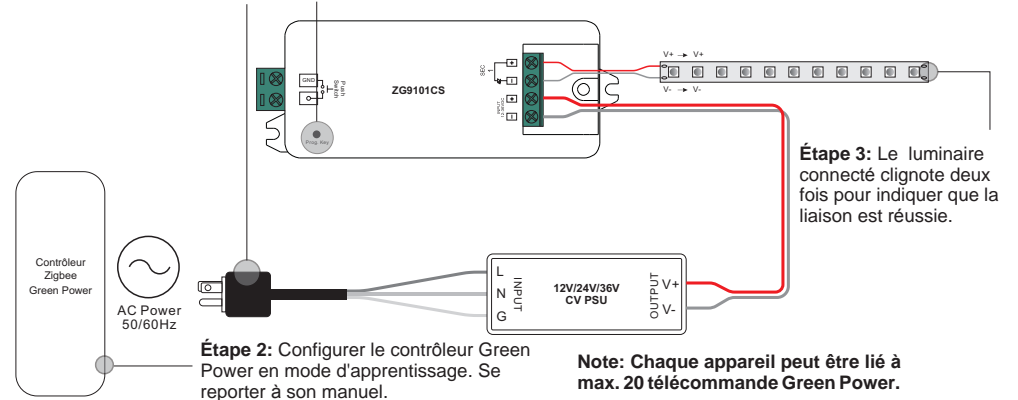 V+ → V+
V- → V-
GND
Push
Switch
SEC
ZG9101CS
Prog. Key
Étape 3: Le luminaire
connecté clignote deux
fois pour indiquer que la
liaison est réussie.
Contrôleur
Zigbee
Green Power
AC Power
50/60Hz
L
N
G
INPUT
12V/24V/36V
CV PSU
OUTPUT
V+
V-
Étape 2: Configurer le contrôleur Green
Power en mode d'apprentissage. Se
reporter à son manuel.
Note: Chaque appareil peut être lié à
max. 20 télécommande Green Power.